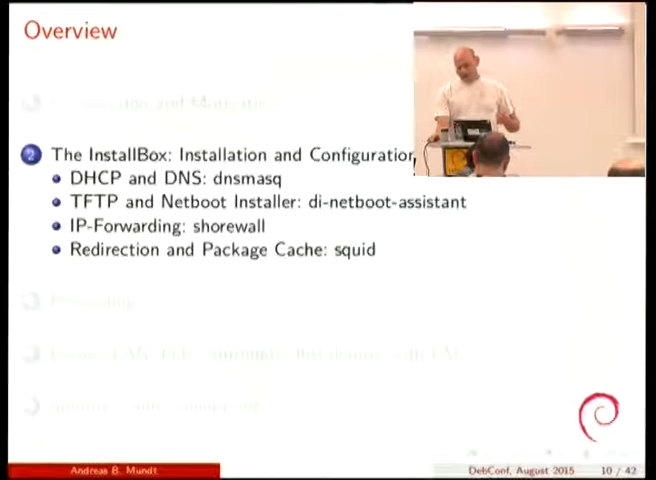 Overview
2 The InstallBox: Installation and Configuration
DHCP and DNS: dnsmasq
TFTP and Netboot Installer: di-netboot-assistant
IP-Forwarding: shorewall
Redirection and Package Cache: squid
Andreas B. Mundt
DebConf, August 2015 10 / 42